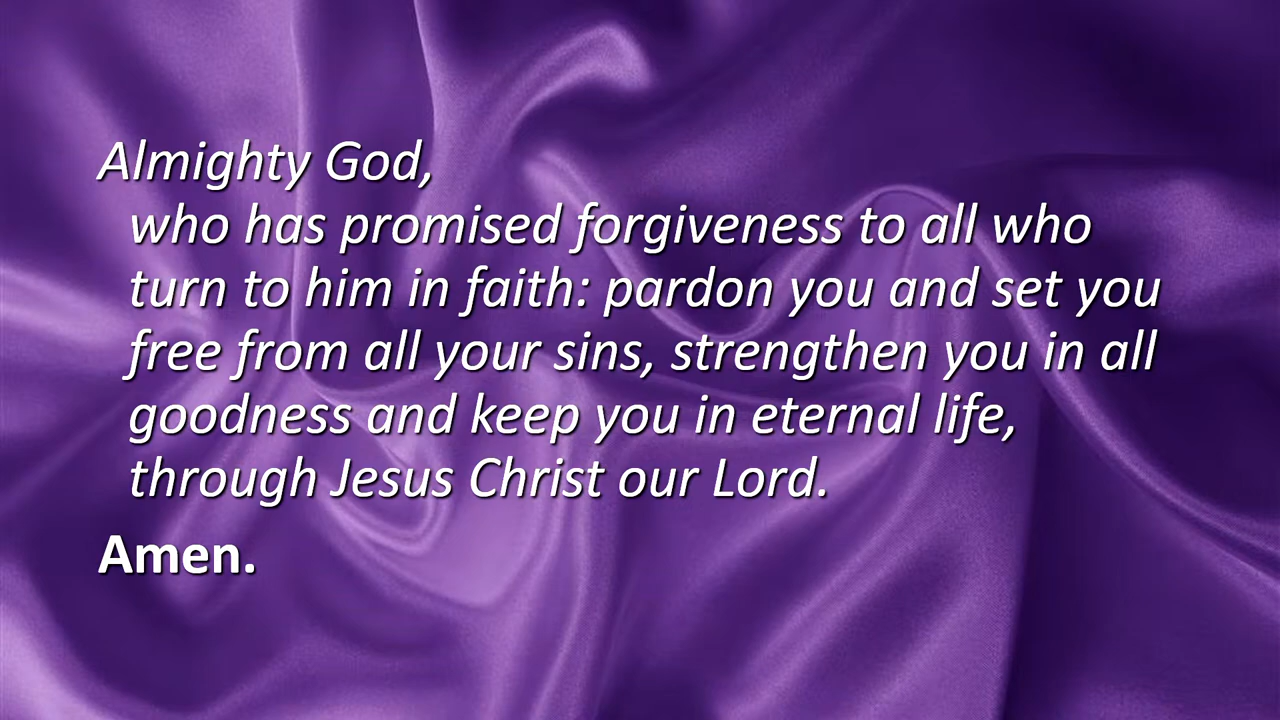 Almighty God,
who has promised forgiveness to all who
turn to him in faith: pardon you and set you
free from all your sins, strengthen you in all
goodness and keep you in eternal life,
through Jesus Christ our Lord.
Amen.